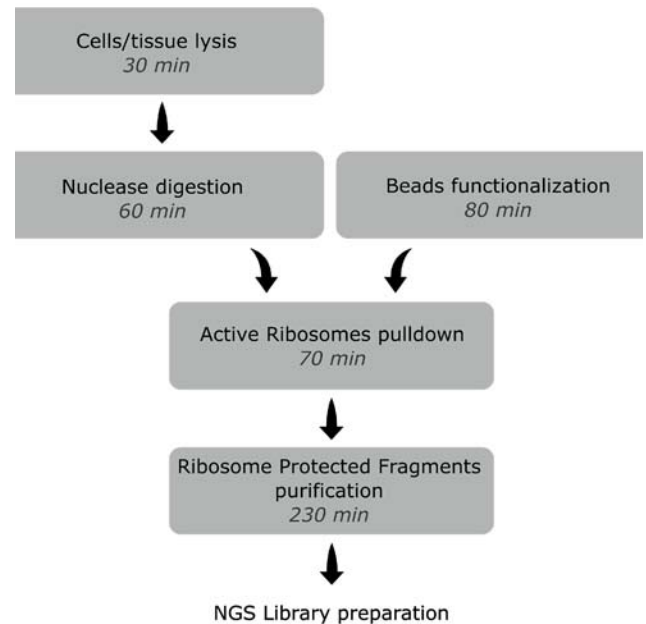 Cells/tissue lysis
30 min
Nuclease digestion
60 min
Beads functionalization
80 min
Active Ribosomes pulldown
70 min
Ribosome Protected Fragments
purification
230 min
NGS Library preparation